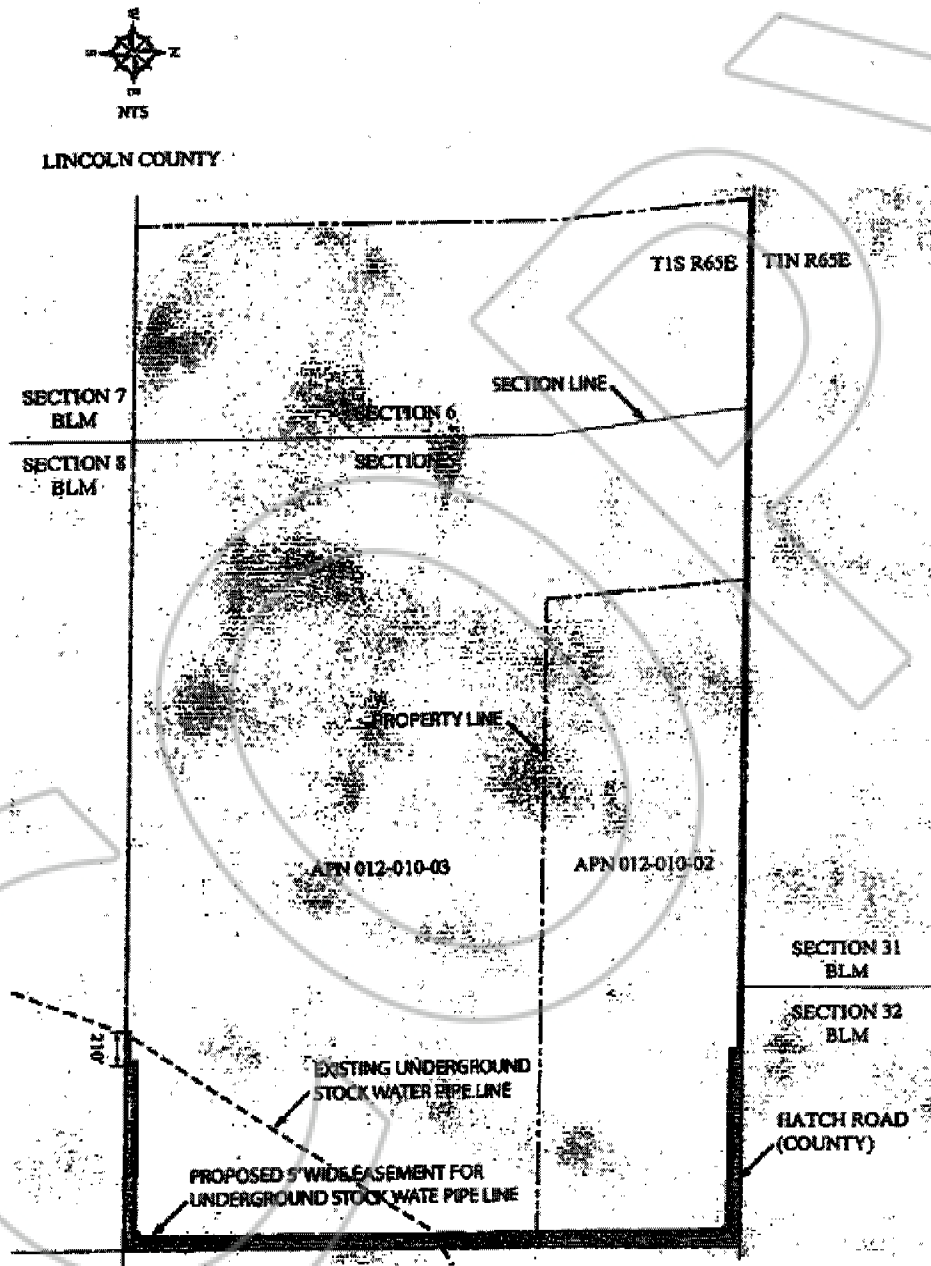 W
N
NTS
LINCOLN COUNTY
T1S R65E
T1N R65E
SECTION LINE
SECTION 7
BLM
SECTION 6
SECTION 8
BLM
SECTION
PROPERTY LINE
APN 012-010-03
APN 012-010-02
SECTION 31
BLM
SECTION 32
BLM
210'
EXISTING UNDERGROUND
STOCK WATER PIPE LINE
HATCH ROAD
(COUNTY)
PROPOSED 5' WIDE EASEMENT FOR
UNDERGROUND STOCK WATE PIPE LINE